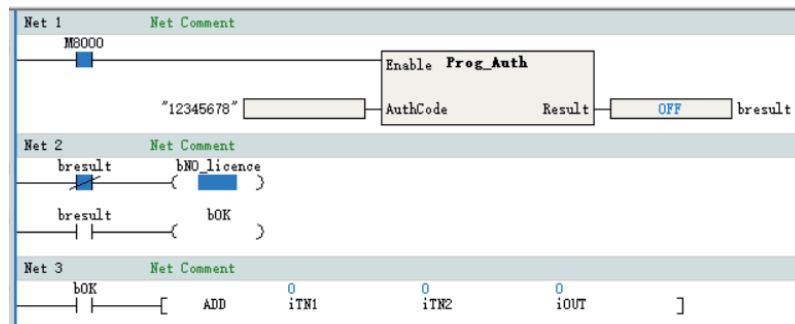 Net 1 Net Comment
M8000
Enable Prog_Auth
"12345678" AuthCode Result OFF bresult
Net 2 Net Comment
bresult bNO_licence
bresult bOK
Net 3 Net Comment
bOK 0 0 0
ADD iTN1 iTN2 iOUT